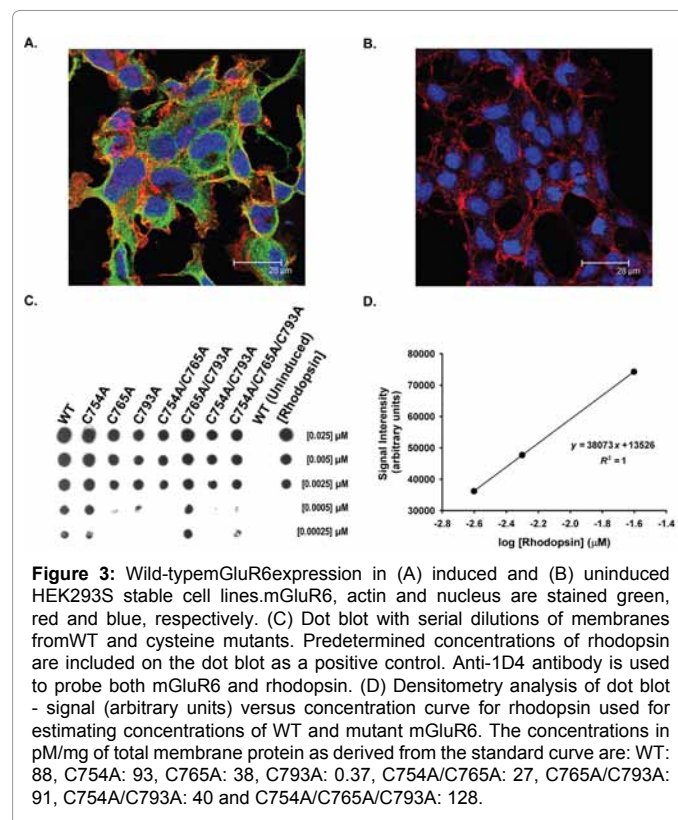 A.
B.
28 µm
28 µm
C.
D.
WT
C754A
C765A
C793A
C754A/C765A
C765A/C793A
C754A/C793A
C754A/C765A/C793A
WT (Uninduced)
[Rhodopsin]
[0.025] µM
[0.005] µM
[0.0025] µM
[0.0005] µM
[0.00025] µM
Signal Interensity
(arbitrary units)
80000
70000
60000
50000
40000
30000
y = 38073x + 13526
R² = 1
-2.8 -2.6 -2.4 -2.2 -2.0 -1.8 -1.6 -1.4
log [Rhodopsin] (µM)
Figure 3: Wild-typemGluR6expression in (A) induced and (B) uninduced
HEK293S stable cell lines.mGluR6, actin and nucleus are stained green,
red and blue, respectively. (C) Dot blot with serial dilutions of membranes
fromWT and cysteine mutants. Predetermined concentrations of rhodopsin
are included on the dot blot as a positive control. Anti-1D4 antibody is used
to probe both mGluR6 and rhodopsin. (D) Densitometry analysis of dot blot
- signal (arbitrary units) versus concentration curve for rhodopsin used for
estimating concentrations of WT and mutant mGluR6. The concentrations in
pM/mg of total membrane protein as derived from the standard curve are: WT:
88, C754A: 93, C765A: 38, C793A: 0.37, C754A/C765A: 27, C765A/C793A:
91, C754A/C793A: 40 and C754A/C765A/C793A: 128.